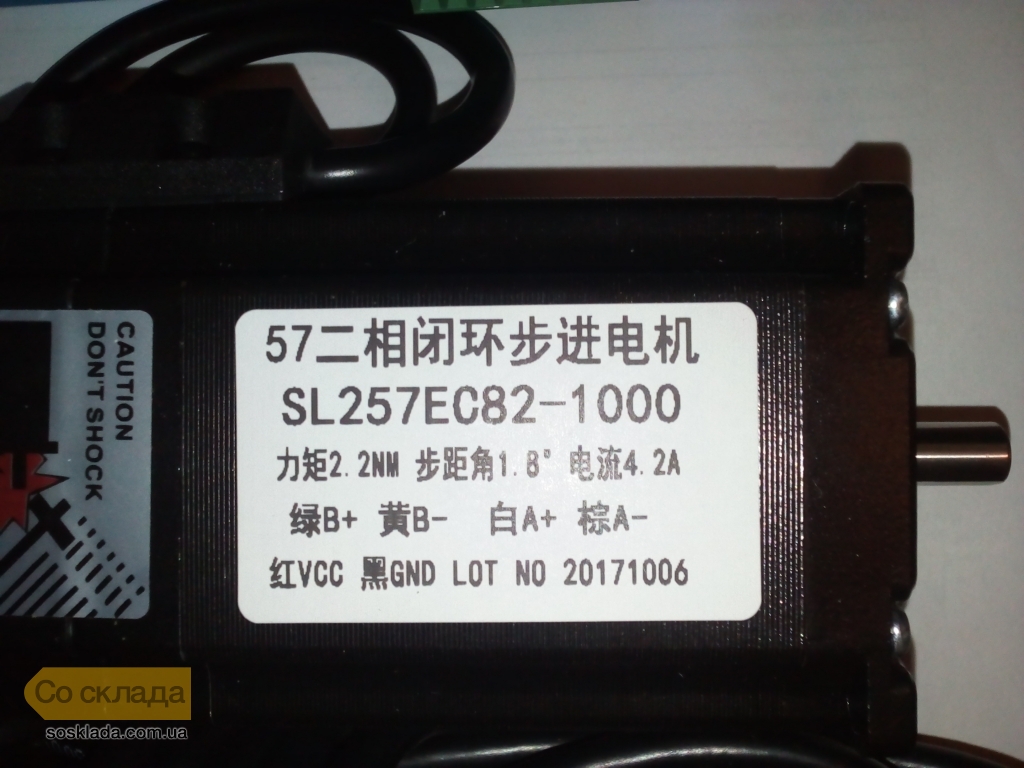 57二相闭环步进电机
SL257EC82-1000
力矩2.2NM 步距角1.8° 电流4.2A
绿B+ 黄B- 白A+ 棕A-
红VCC 黑GND LOT NO 20171006
CAUTION
DON'T SHOCK
Со склада
sosklada.com.ua